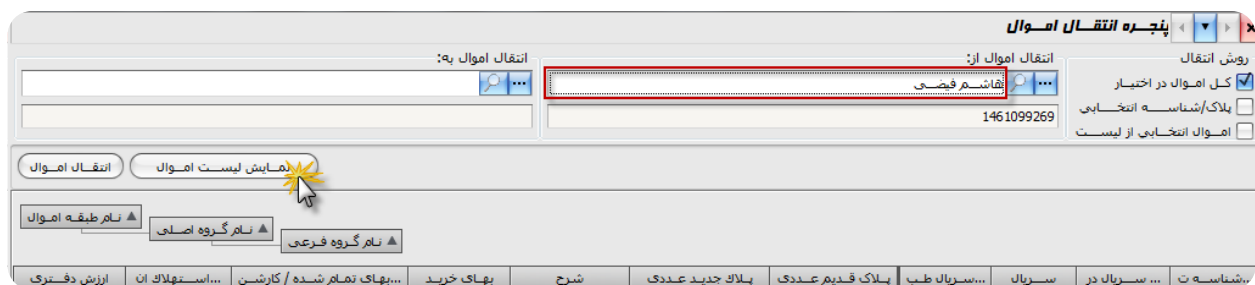 پنجره انتقال اموال
روش انتقال
کل اموال در اختیار
پلاک/شناسه انتخابی
اموال انتخابی از لیست
انتقال اموال از:
هاشم فیضی
1461099269
انتقال اموال به:
نمایش لیست اموال
انتقال اموال
نام طبقه اموال
نام گروه اصلی
نام گروه فرعی
شناسه ت...
سریال در ...
سریال
سریال طب...
پلاک قدیم عددی
پلاک جدید عددی
شرح
بهای خرید
بهای تمام شده / کارشن...
استهلاک ان...
ارزش دفتری